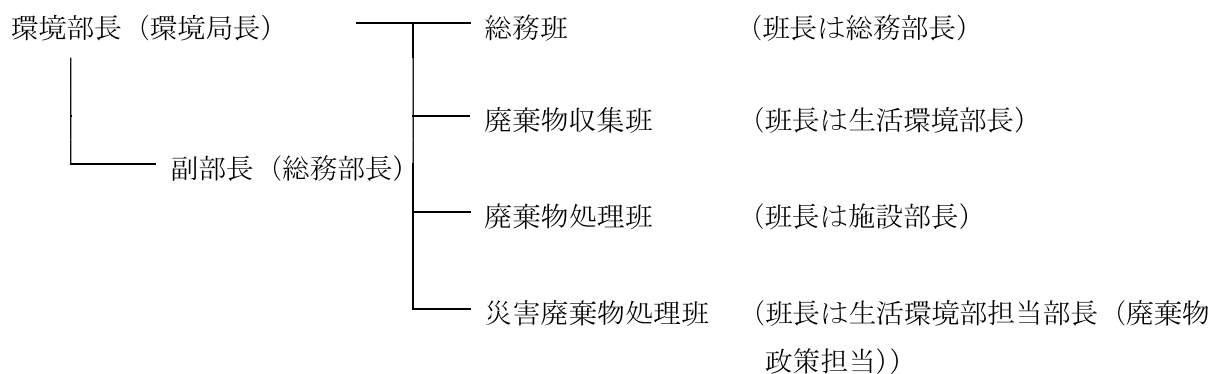 環境部長（環境局長） 総務班 （班長は総務部長）
廃棄物収集班 （班長は生活環境部長）
副部長（総務部長）
廃棄物処理班 （班長は施設部長）
災害廃棄物処理班 （班長は生活環境部担当部長（廃棄物
政策担当））